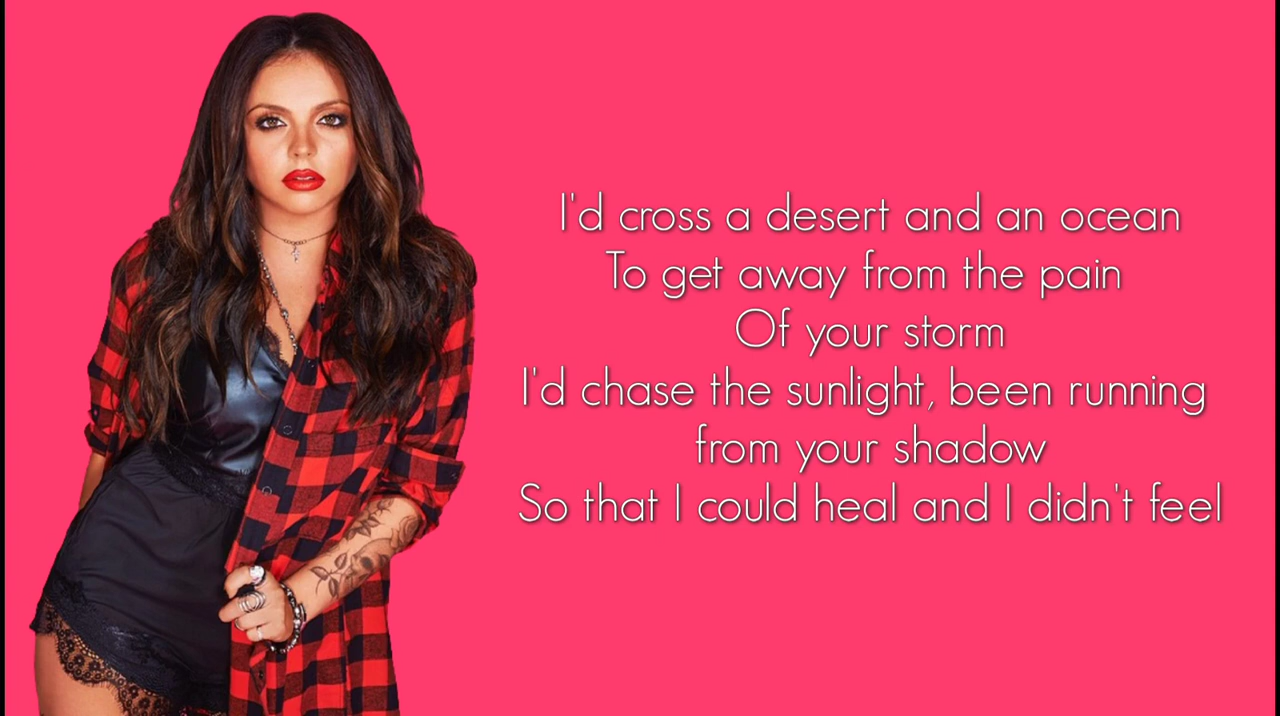 I'd cross a desert and an ocean
To get away from the pain
Of your storm
I'd chase the sunlight, been running
from your shadow
So that I could heal and I didn't feel